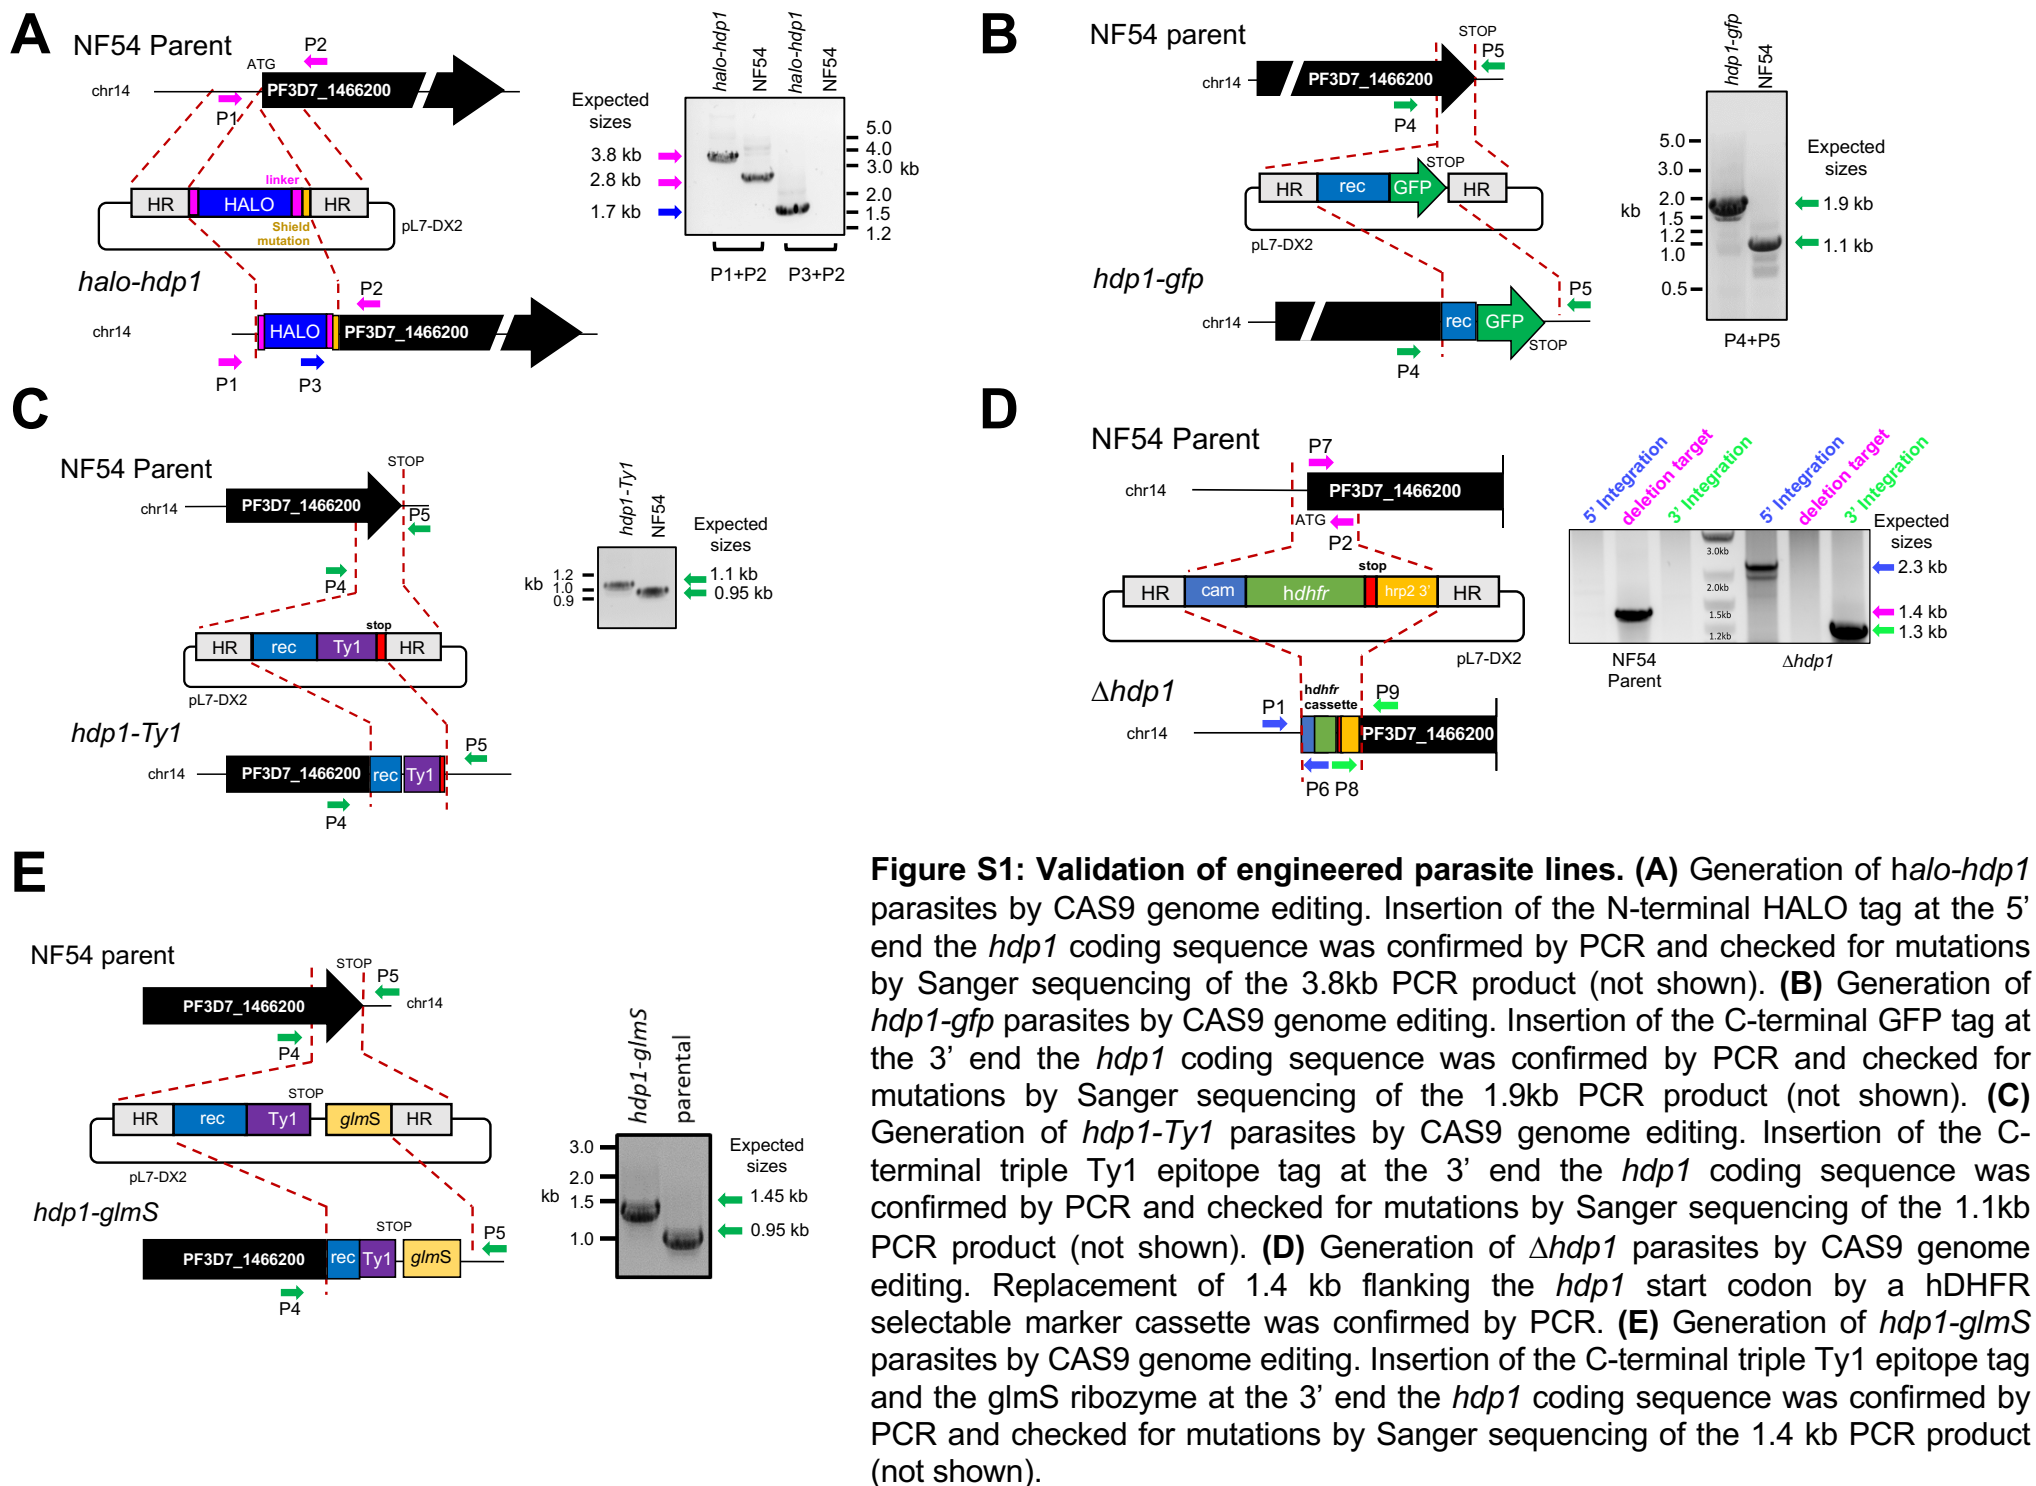 A
NF54 Parent
P2
ATG
chr14
PF3D7_1466200
P1
linker
HR
HALO
HR
Shield
mutation
pL7-DX2
halo-hdp1
P2
chr14
HALO
PF3D7_1466200
P1
P3
halo-hdp1
NF54
halo-hdp1
NF54
Expected
sizes
3.8 kb
2.8 kb
1.7 kb
5.0
4.0
3.0
kb
2.0
1.5
1.2
P1+P2
P3+P2
B
NF54 parent
STOP
P5
chr14
PF3D7_1466200
P4
STOP
HR
rec
GFP
HR
pL7-DX2
hdp1-gfp
P5
chr14
rec
GFP
STOP
P4
hdp1-gfp
NF54
5.0
3.0
2.0
kb
1.5
1.2
1.0
0.5
Expected
sizes
1.9 kb
1.1 kb
P4+P5
C
NF54 Parent
STOP
chr14
PF3D7_1466200
P5
P4
stop
HR
rec
Ty1
HR
pL7-DX2
hdp1-Ty1
P5
chr14
PF3D7_1466200
rec
Ty1
P4
hdp1-Ty1
NF54
Expected
sizes
kb
1.2
1.0
0.9
1.1 kb
0.95 kb
D
NF54 Parent
P7
chr14
PF3D7_1466200
ATG
P2
stop
HR
cam
hdhfr
hrp2 3'
HR
pL7-DX2
Δhdp1
P1
hdhfr
cassette
P9
chr14
PF3D7_1466200
P6 P8
5' Integration
deletion target
3' Integration
5' Integration
deletion target
3' Integration
Expected
sizes
3.0kb
2.0kb
1.5kb
1.2kb
2.3 kb
1.4 kb
1.3 kb
NF54
Parent
Δhdp1
E
NF54 parent
STOP
P5
PF3D7_1466200
chr14
P4
STOP
HR
rec
Ty1
glmS
HR
pL7-DX2
hdp1-glmS
STOP
P5
PF3D7_1466200
rec
Ty1
glmS
P4
hdp1-glmS
parental
3.0
2.0
kb
1.5
1.0
Expected
sizes
1.45 kb
0.95 kb
Figure S1: Validation of engineered parasite lines. (A) Generation of halo-hdp1
parasites by CAS9 genome editing. Insertion of the N-terminal HALO tag at the 5’
end the hdp1 coding sequence was confirmed by PCR and checked for mutations
by Sanger sequencing of the 3.8kb PCR product (not shown). (B) Generation of
hdp1-gfp parasites by CAS9 genome editing. Insertion of the C-terminal GFP tag at
the 3’ end the hdp1 coding sequence was confirmed by PCR and checked for
mutations by Sanger sequencing of the 1.9kb PCR product (not shown). (C)
Generation of hdp1-Ty1 parasites by CAS9 genome editing. Insertion of the C-
terminal triple Ty1 epitope tag at the 3’ end the hdp1 coding sequence was
confirmed by PCR and checked for mutations by Sanger sequencing of the 1.1kb
PCR product (not shown). (D) Generation of Δhdp1 parasites by CAS9 genome
editing. Replacement of 1.4 kb flanking the hdp1 start codon by a hDHFR
selectable marker cassette was confirmed by PCR. (E) Generation of hdp1-glmS
parasites by CAS9 genome editing. Insertion of the C-terminal triple Ty1 epitope tag
and the glmS ribozyme at the 3’ end the hdp1 coding sequence was confirmed by
PCR and checked for mutations by Sanger sequencing of the 1.4 kb PCR product
(not shown).